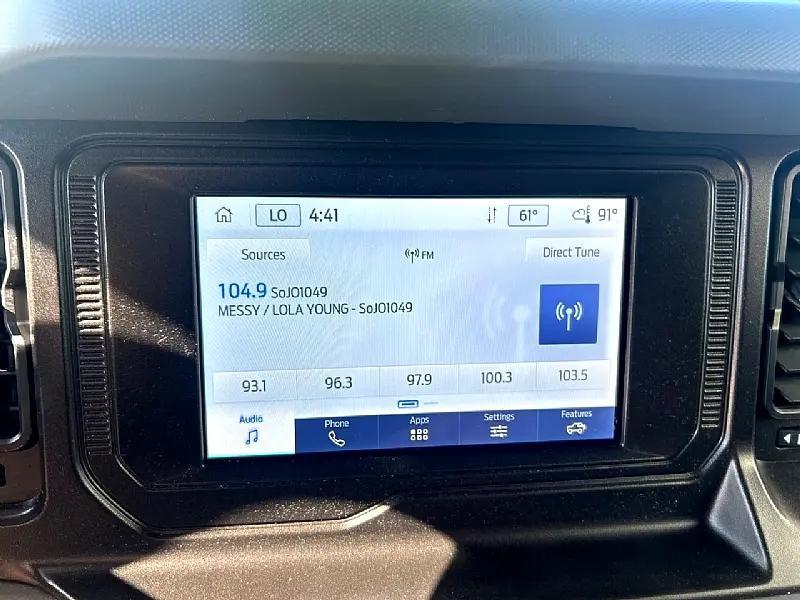 LO 4:41 61° 91°
Sources FM Direct Tune
104.9 SoJO1049
MESSY / LOLA YOUNG - SoJO1049
93.1 96.3 97.9 100.3 103.5
Audio Phone Apps Settings Features